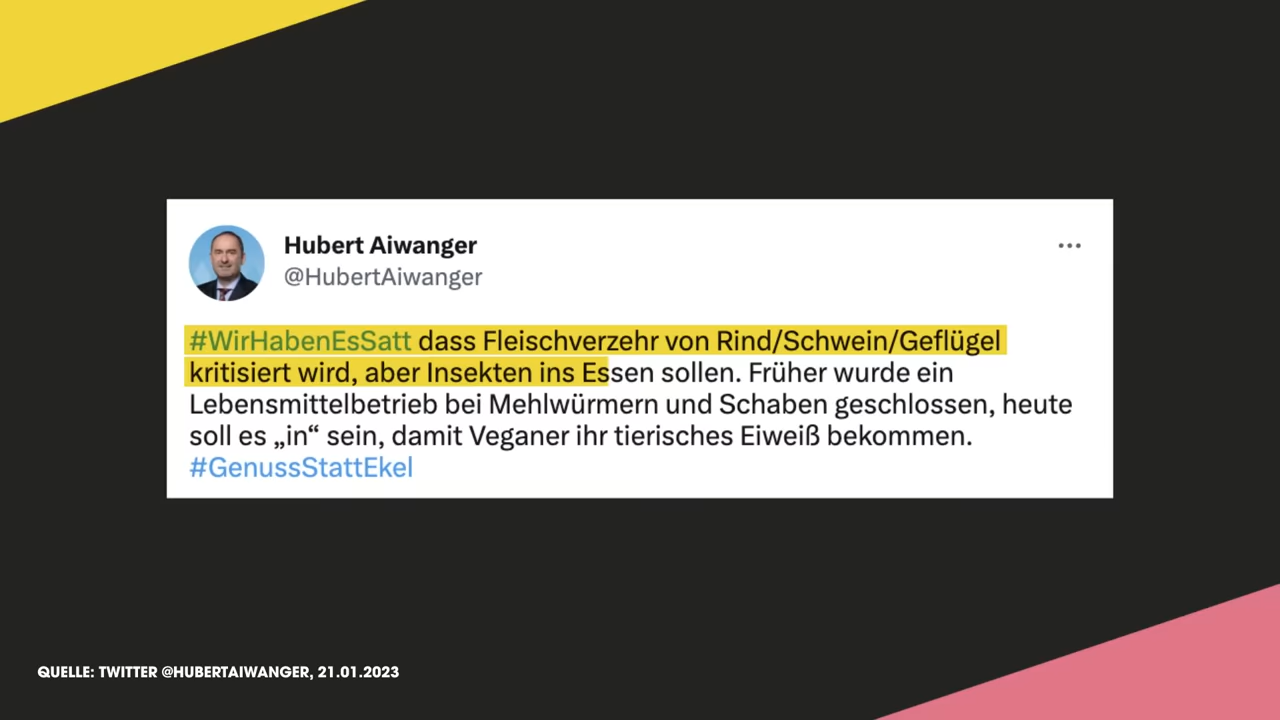 Hubert Aiwanger
@HubertAiwanger
#WirHabenEsSatt dass Fleischverzehr von Rind/Schwein/Geflügel
kritisiert wird, aber Insekten ins Essen sollen. Früher wurde ein
Lebensmittelbetrieb bei Mehlwürmern und Schaben geschlossen, heute
soll es „in“ sein, damit Veganer ihr tierisches Eiweiß bekommen.
#GenussStattEkel
QUELLE: TWITTER @HUBERTAIWANGER, 21.01.2023